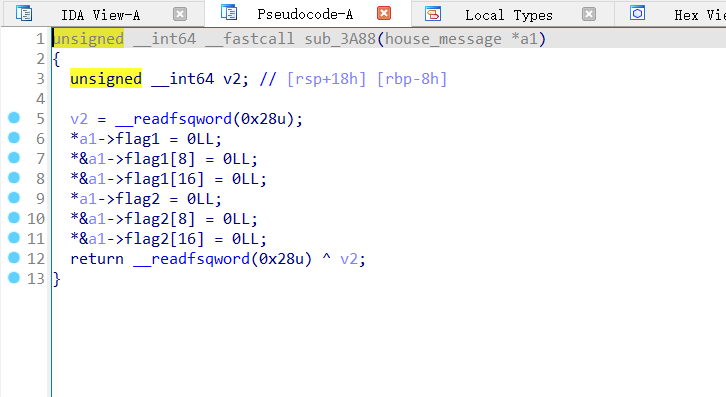 IDA View-A Pseudocode-A Local Types Hex Vie
1 unsigned __int64 __fastcall sub_3A88(house_message *a1)
2 {
3 unsigned __int64 v2; // [rsp+18h] [rbp-8h]
4
5 v2 = __readfsqword(0x28u);
6 *a1->flag1 = 0LL;
7 *&a1->flag1[8] = 0LL;
8 *&a1->flag1[16] = 0LL;
9 *a1->flag2 = 0LL;
10 *&a1->flag2[8] = 0LL;
11 *&a1->flag2[16] = 0LL;
12 return __readfsqword(0x28u) ^ v2;
13 }